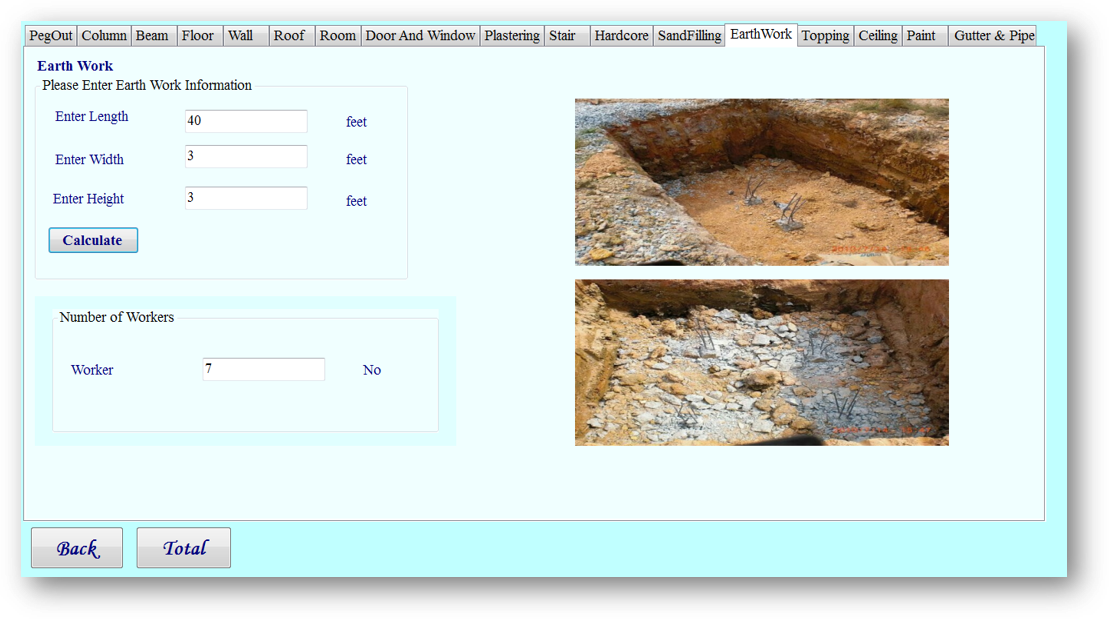 PegOut Column Beam Floor Wall Roof Room Door And Window Plastering Stair Hardcore SandFilling EarthWork Topping Ceiling Paint Gutter & Pipe
Earth Work
Please Enter Earth Work Information
Enter Length 40 feet
Enter Width 3 feet
Enter Height 3 feet
Calculate
Number of Workers
Worker 7 No
Back Total